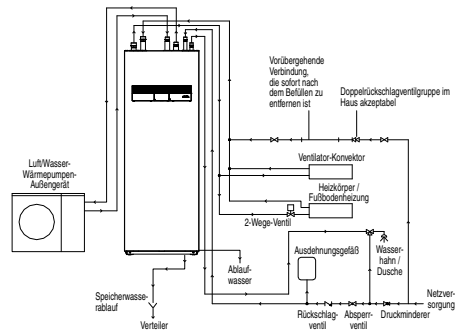 Vorübergehende
Verbindung,
die sofort nach
dem Befüllen zu
entfernen ist
Doppelrückschlagventilgruppe im
Haus akzeptabel
Luft/Wasser-
Wärmepumpen-
Außengerät
Ventilator-Konvektor
Heizkörper /
Fußbodenheizung
2-Wege-Ventil
Ausdehnungsgefäß
Wasser-
hahn /
Dusche
Ablauf-
wasser
Speicherwasse
rablauf
Verteiler
Rückschlag-
ventil
Absperr-
ventil
Druckminderer
Netzver-
sorgung